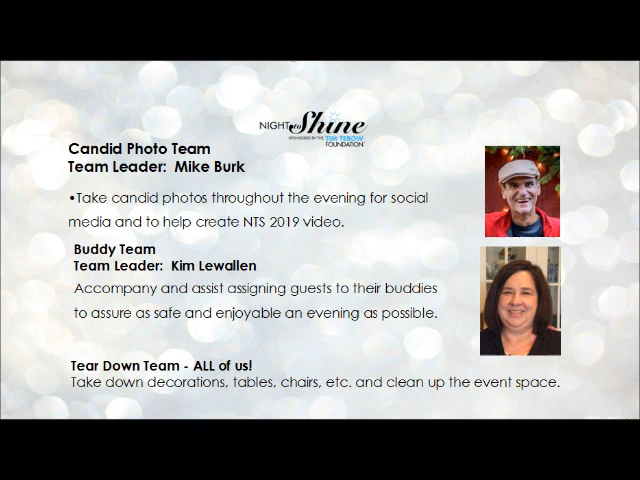 NIGHT to Shine
SPONSORED BY THE TIM TEBOW
FOUNDATION
Candid Photo Team
Team Leader:  Mike Burk
•Take candid photos throughout the evening for social
media and to help create NTS 2019 video.
Buddy Team
Team Leader:  Kim Lewallen
Accompany and assist assigning guests to their buddies
to assure as safe and enjoyable an evening as possible.
Tear Down Team - ALL of us!
Take down decorations, tables, chairs, etc. and clean up the event space.